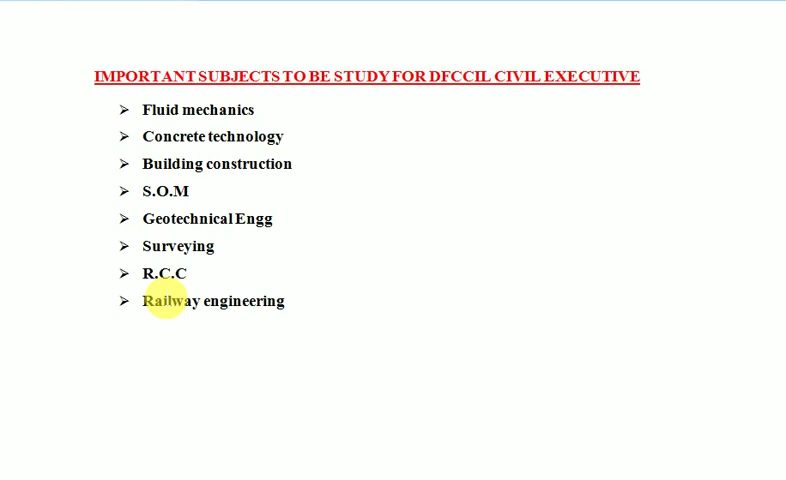 IMPORTANT SUBJECTS TO BE STUDY FOR DFCCIL CIVIL EXECUTIVE
Fluid mechanics
Concrete technology
Building construction
S.O.M
Geotechnical Engg
Surveying
R.C.C
Railway engineering